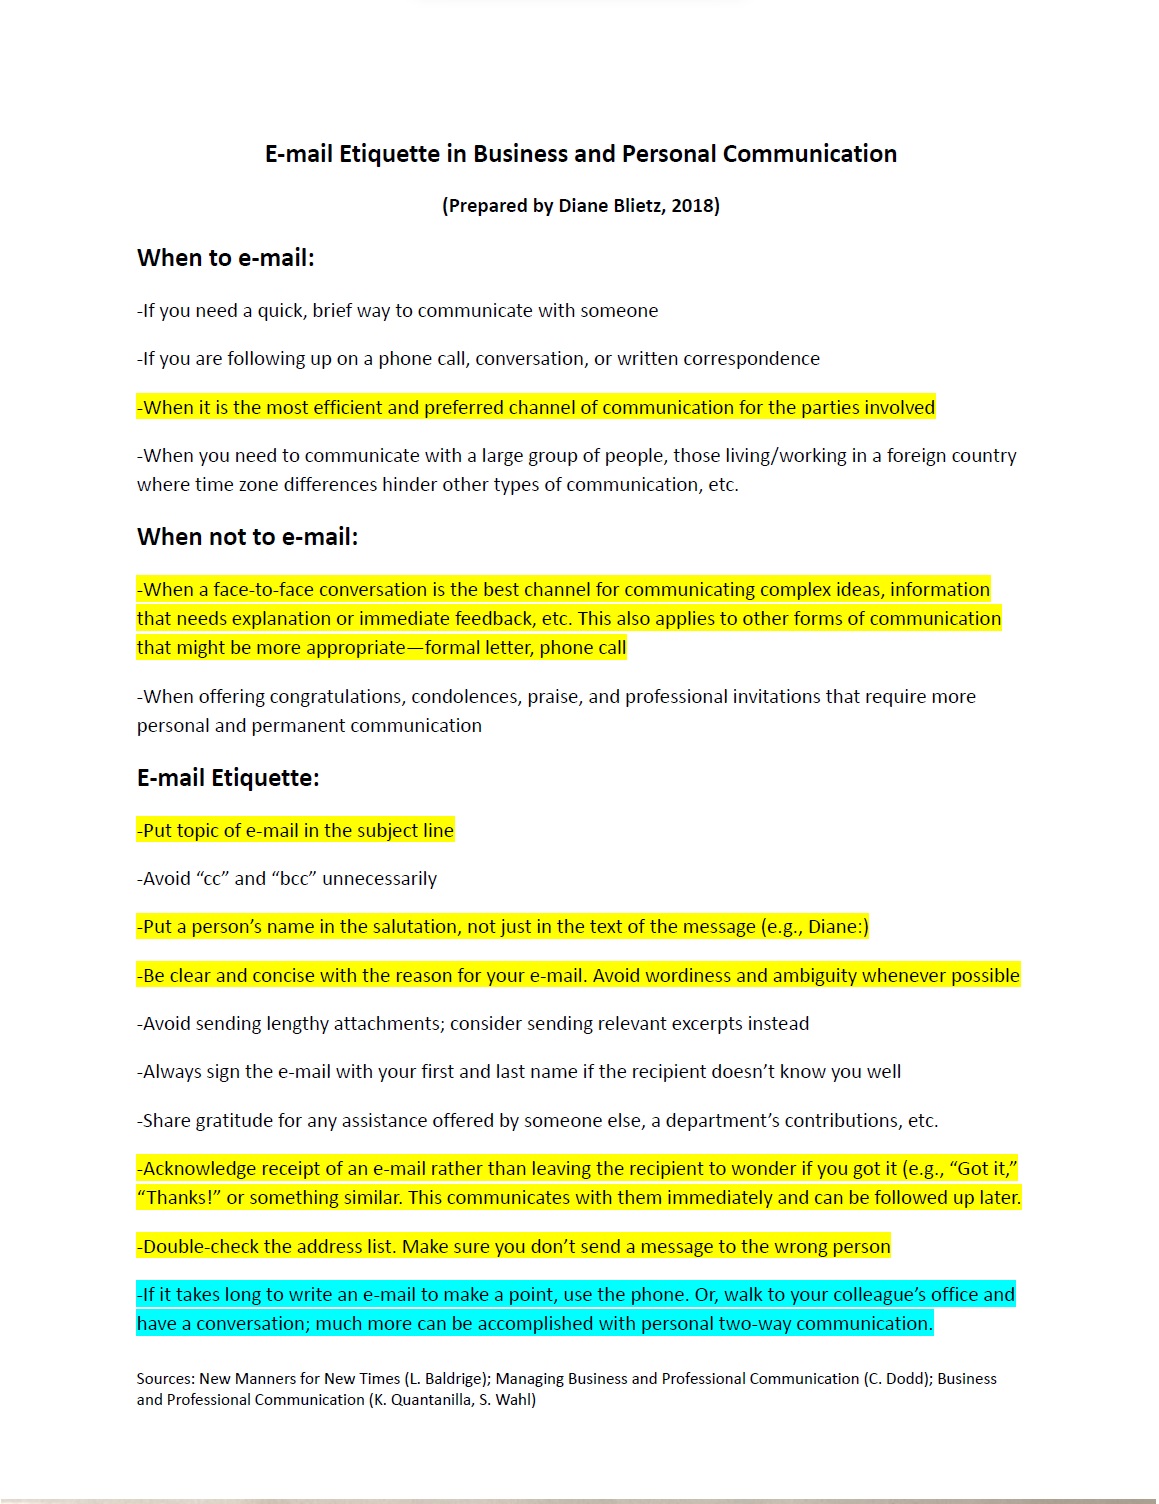 E-mail Etiquette in Business and Personal Communication
(Prepared by Diane Blietz, 2018)
When to e-mail:
-If you need a quick, brief way to communicate with someone
-If you are following up on a phone call, conversation, or written correspondence
-When it is the most efficient and preferred channel of communication for the parties involved
-When you need to communicate with a large group of people, those living/working in a foreign country
where time zone differences hinder other types of communication, etc.
When not to e-mail:
-When a face-to-face conversation is the best channel for communicating complex ideas, information
that needs explanation or immediate feedback, etc. This also applies to other forms of communication
that might be more appropriate—formal letter, phone call
-When offering congratulations, condolences, praise, and professional invitations that require more
personal and permanent communication
E-mail Etiquette:
-Put topic of e-mail in the subject line
-Avoid “cc” and “bcc” unnecessarily
-Put a person’s name in the salutation, not just in the text of the message (e.g., Diane:)
-Be clear and concise with the reason for your e-mail. Avoid wordiness and ambiguity whenever possible
-Avoid sending lengthy attachments; consider sending relevant excerpts instead
-Always sign the e-mail with your first and last name if the recipient doesn’t know you well
-Share gratitude for any assistance offered by someone else, a department’s contributions, etc.
-Acknowledge receipt of an e-mail rather than leaving the recipient to wonder if you got it (e.g., “Got it,”
“Thanks!” or something similar. This communicates with them immediately and can be followed up later.
-Double-check the address list. Make sure you don’t send a message to the wrong person
-If it takes long to write an e-mail to make a point, use the phone. Or, walk to your colleague’s office and
have a conversation; much more can be accomplished with personal two-way communication.
Sources: New Manners for New Times (L. Baldrige); Managing Business and Professional Communication (C. Dodd); Business
and Professional Communication (K. Quantanilla, S. Wahl)